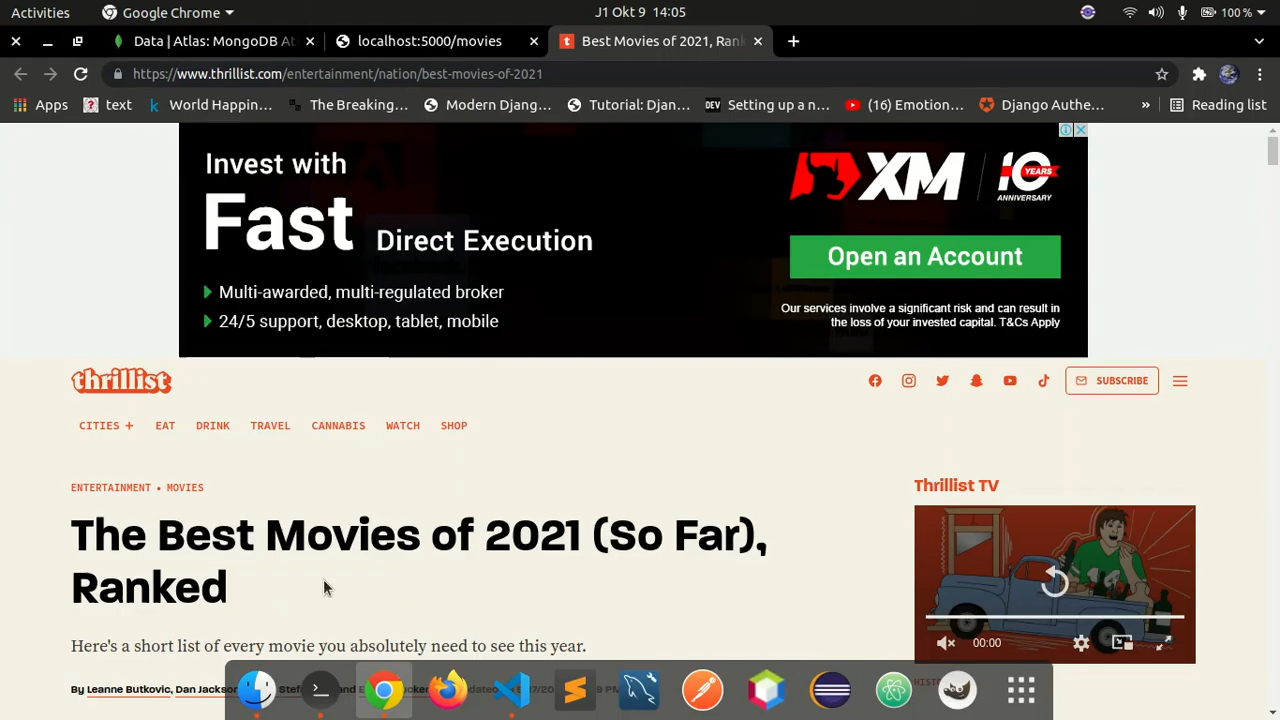 Activities
Google Chrome
J1 Okt 9 14:05
100 %
Data | Atlas: MongoDB At
localhost:5000/movies
Best Movies of 2021, Rank
https://www.thrillist.com/entertainment/nation/best-movies-of-2021
Apps
text
World Happin...
The Breaking...
Modern Djang...
Tutorial: Djan...
DEV
Setting up a n...
(16) Emotion...
Django Authe...
»
Reading list
Invest with
Fast Direct Execution
Multi-awarded, multi-regulated broker
24/5 support, desktop, tablet, mobile
XM
10 YEARS
ANNIVERSARY
Open an Account
Our services involve a significant risk and can result in
the loss of your invested capital. T&Cs Apply
thrillist
SUBSCRIBE
CITIES +
EAT
DRINK
TRAVEL
CANNABIS
WATCH
SHOP
ENTERTAINMENT • MOVIES
The Best Movies of 2021 (So Far),
Ranked
Here's a short list of every movie you absolutely need to see this year.
By Leanne Butkovic, Dan Jackson
Thrillist TV
00:00